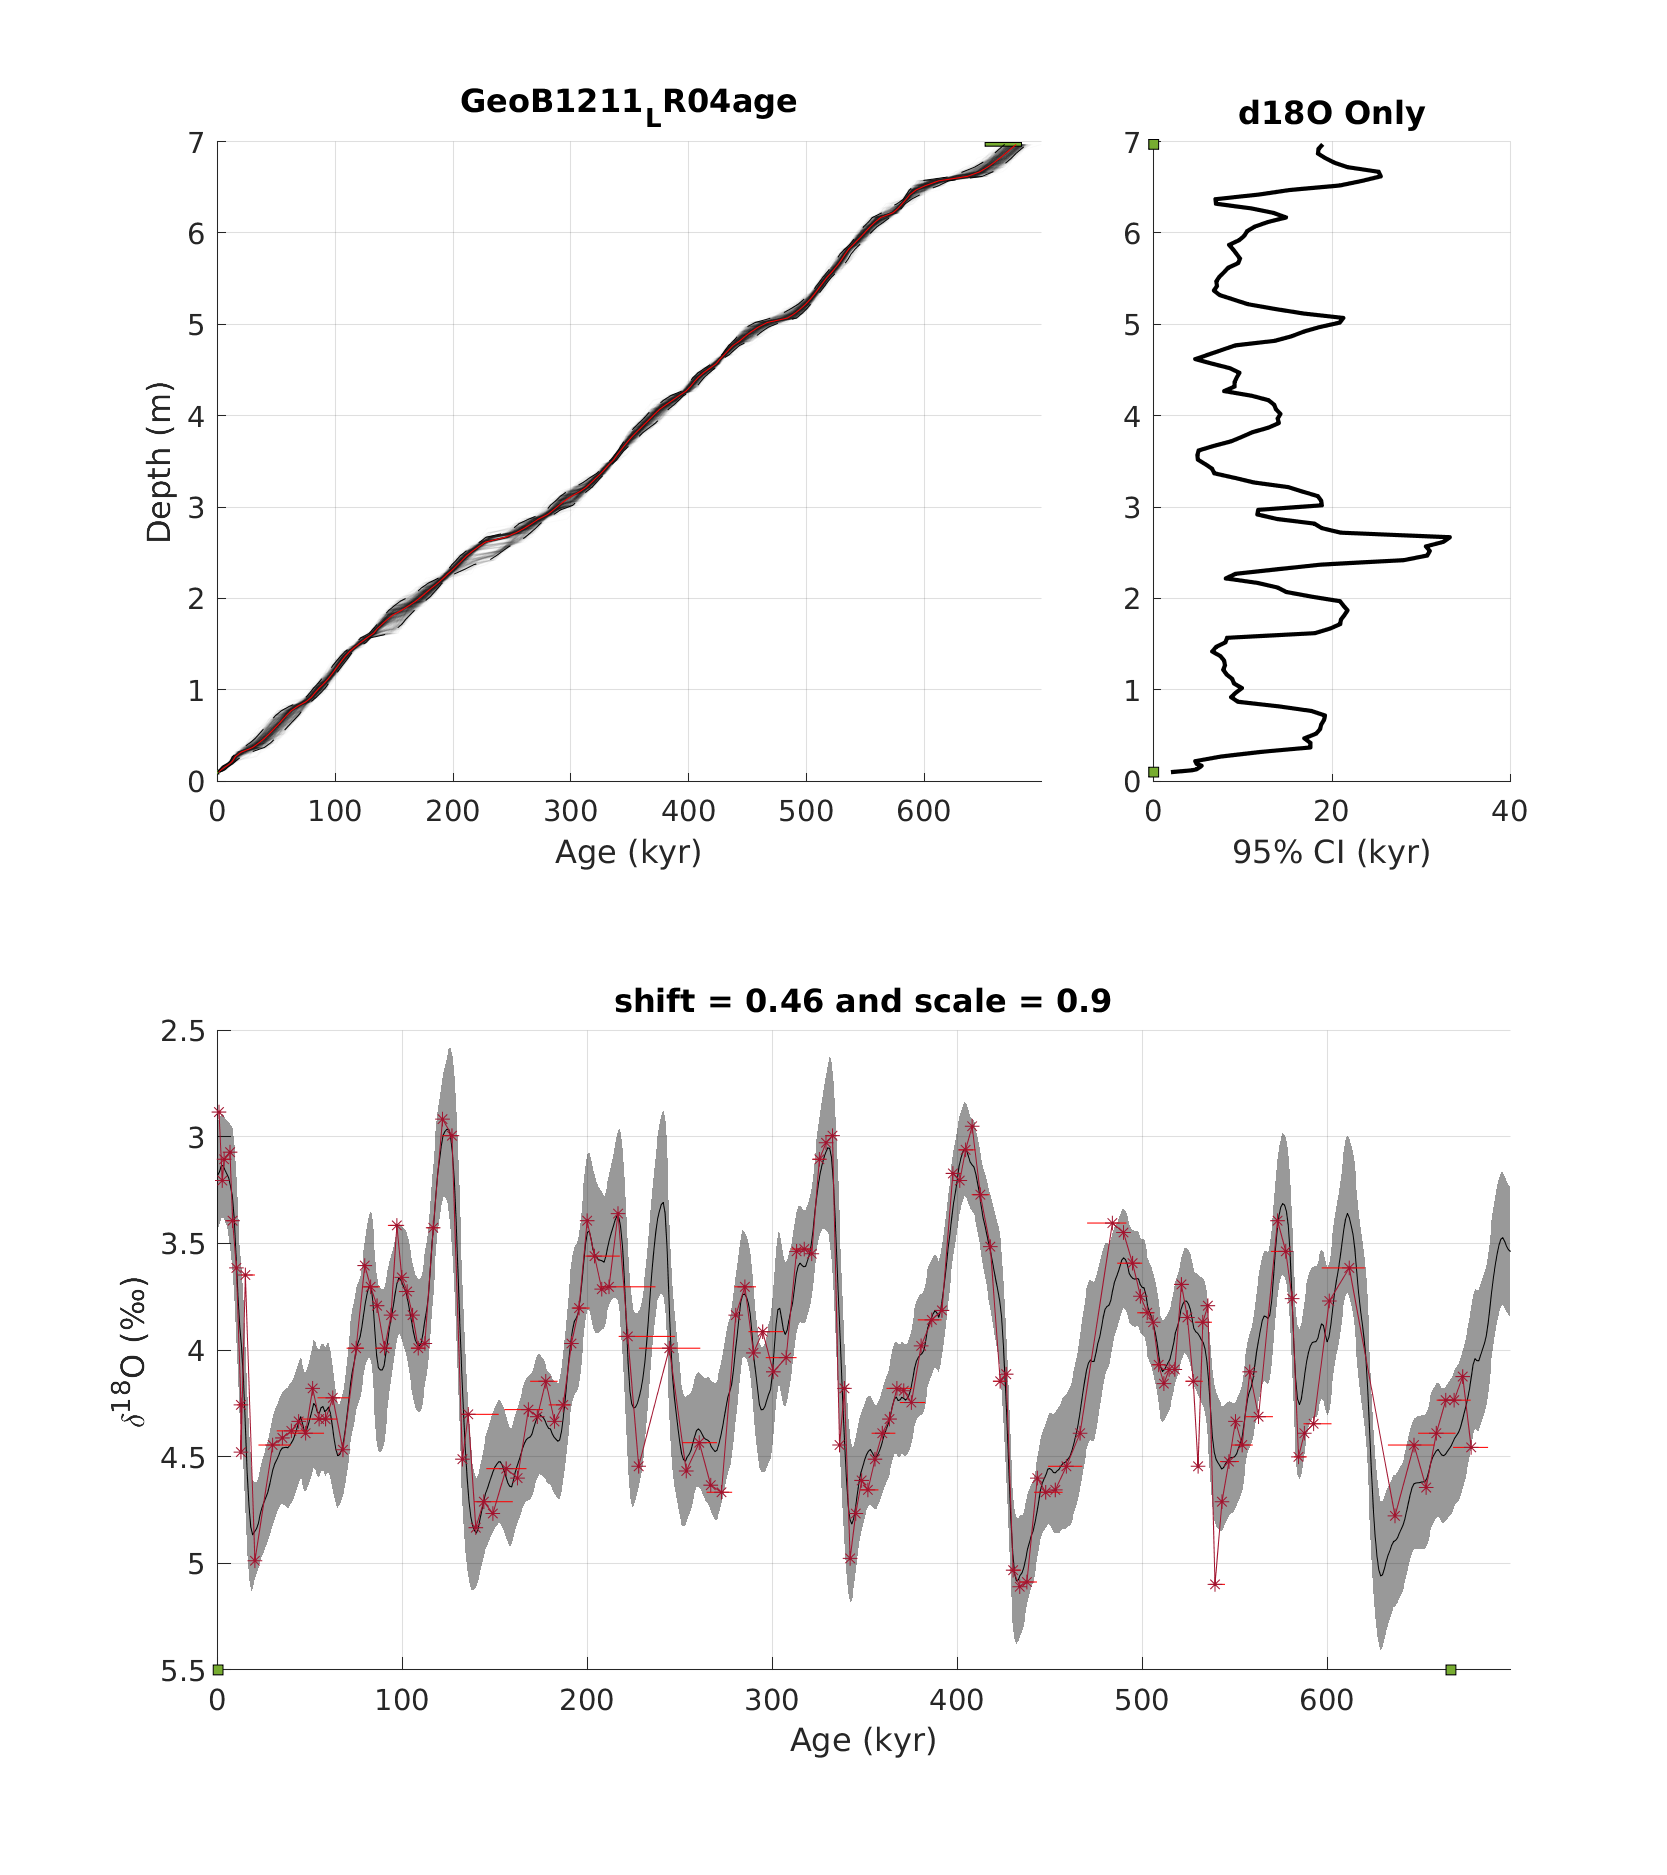 GeoB1211LR04age
d18O Only
7
6
5
4
3
2
1
0
Depth (m)
0 100 200 300 400 500 600
Age (kyr)
7
6
5
4
3
2
1
0
0 20 40
95% CI (kyr)
shift = 0.46 and scale = 0.9
2.5
3
3.5
4
4.5
5
5.5
δ18O (‰)
0 100 200 300 400 500 600
Age (kyr)